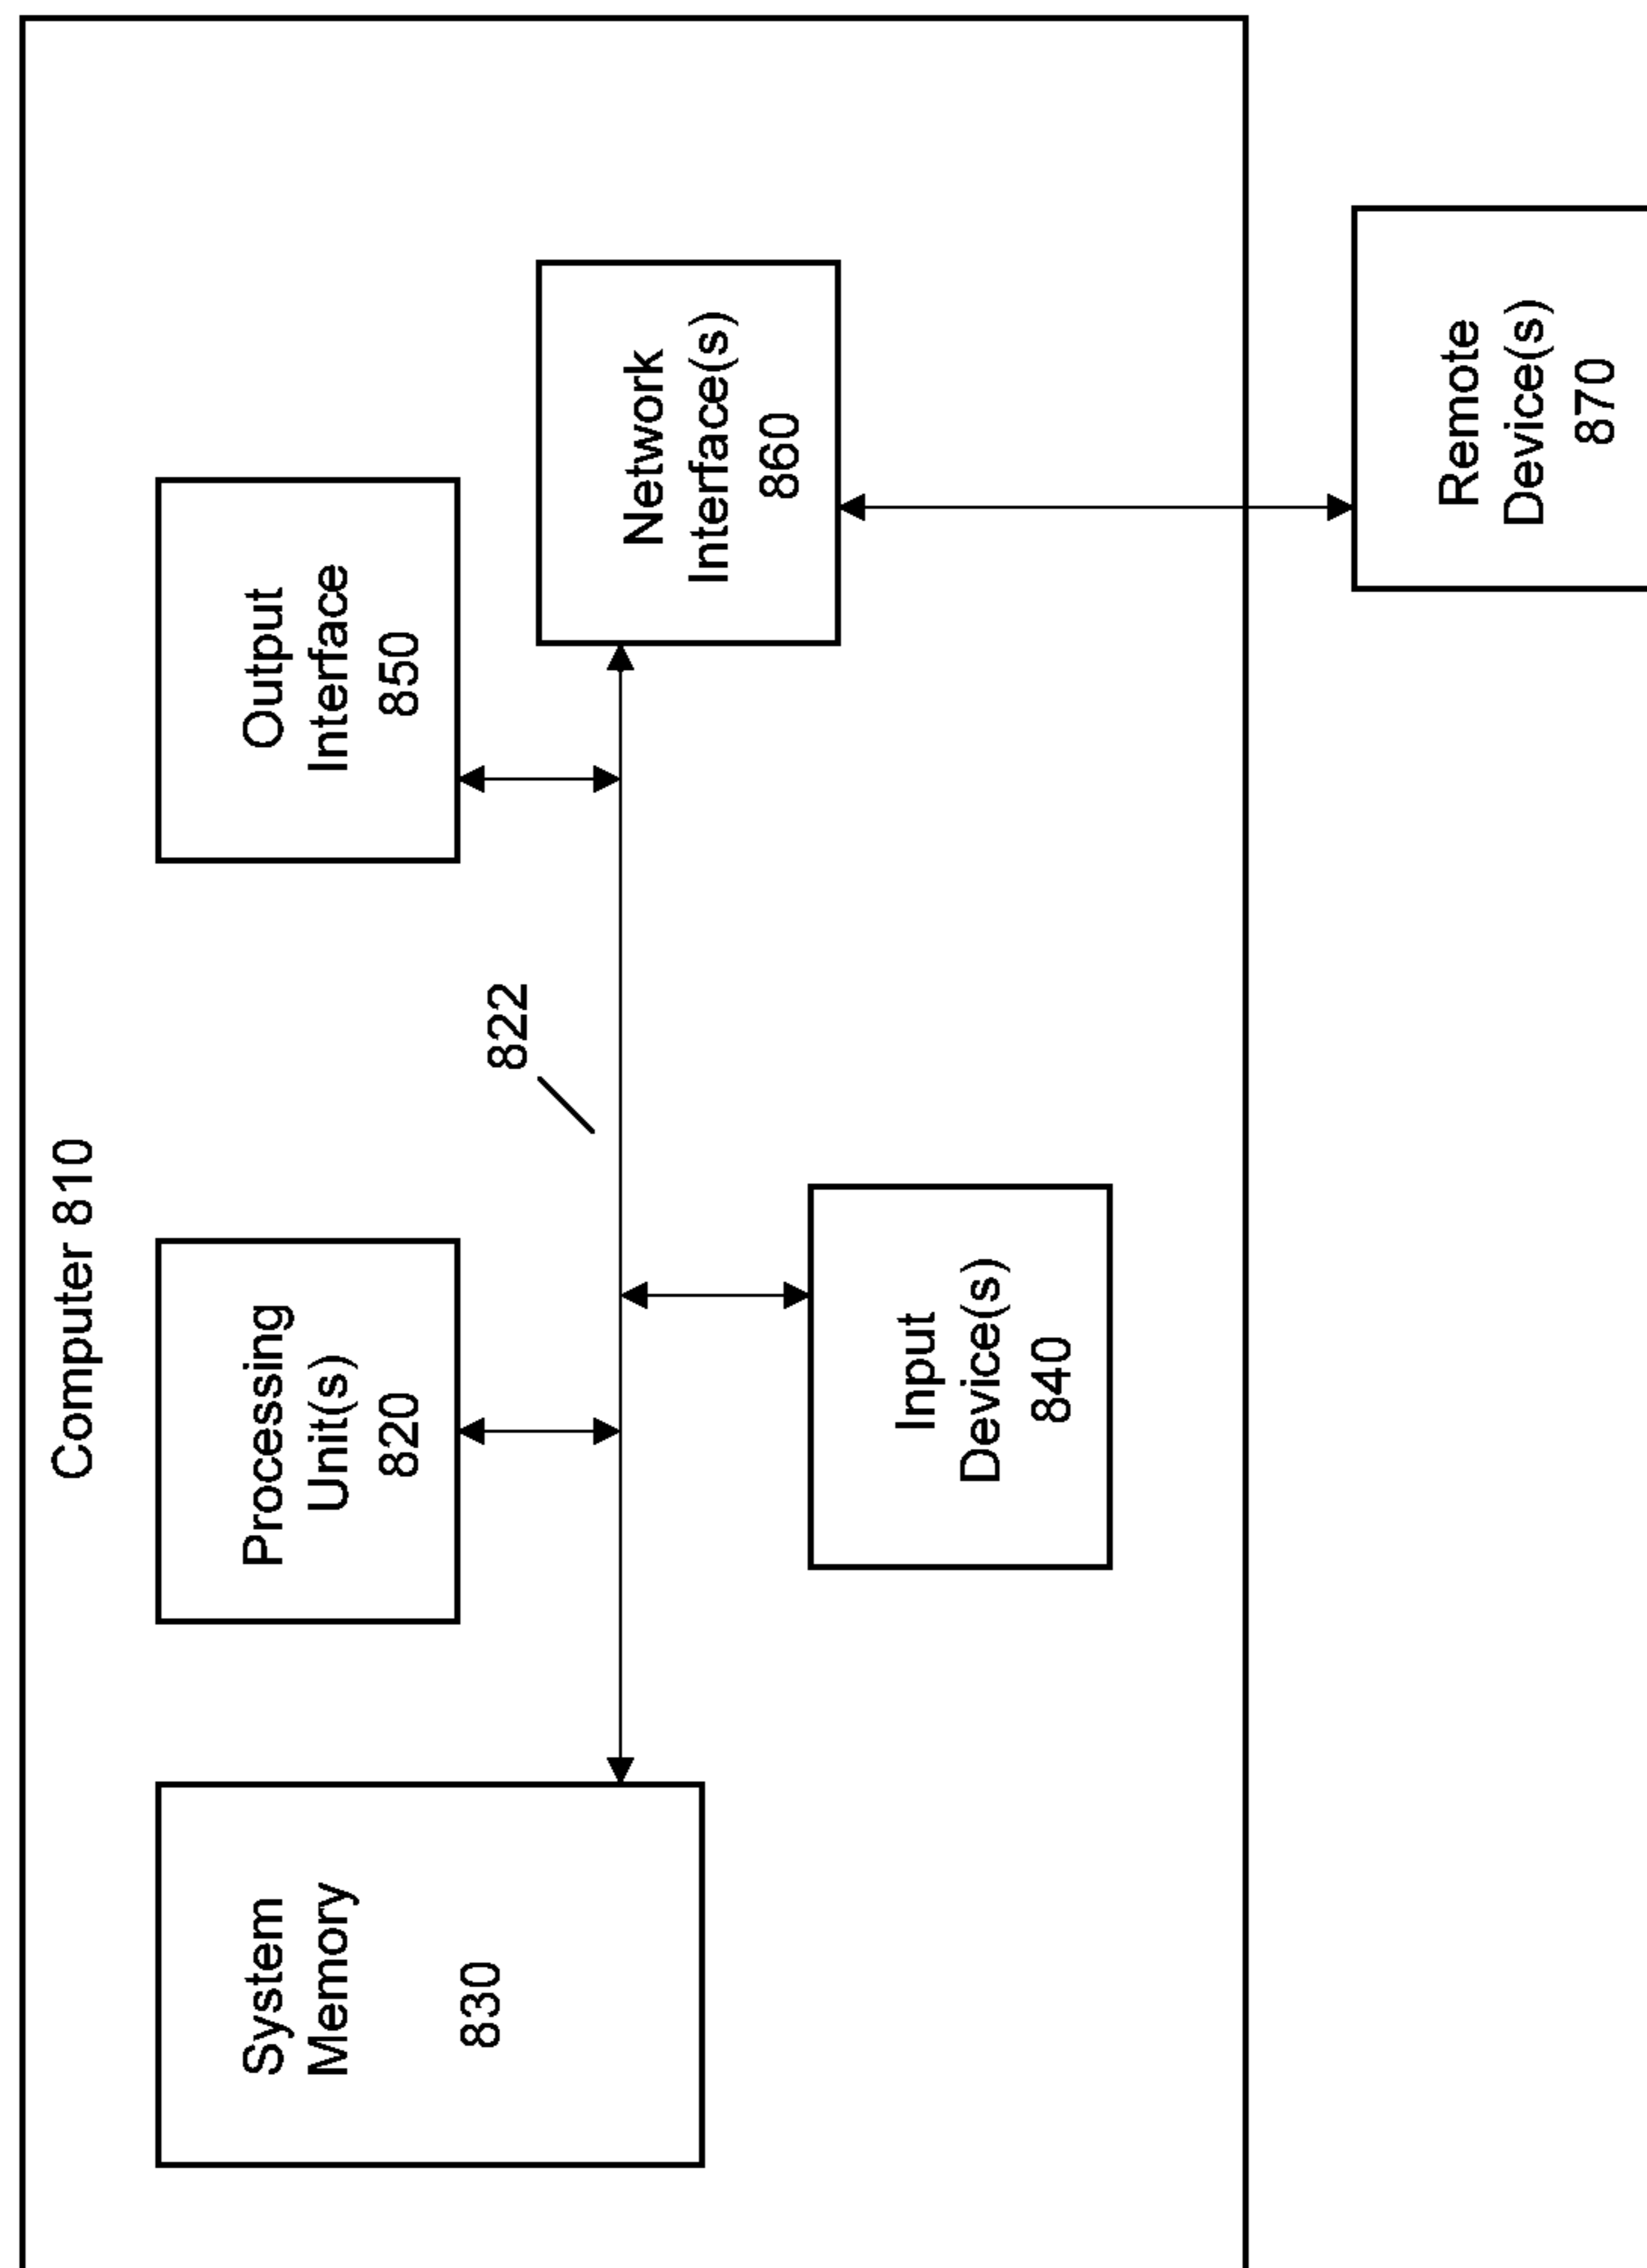 Computer 810
Processing
Unit(s)
820
Output
Interface
850
System
Memory
830
822
Network
Interface(s)
860
Input
Device(s)
840
Remote
Device(s)
870